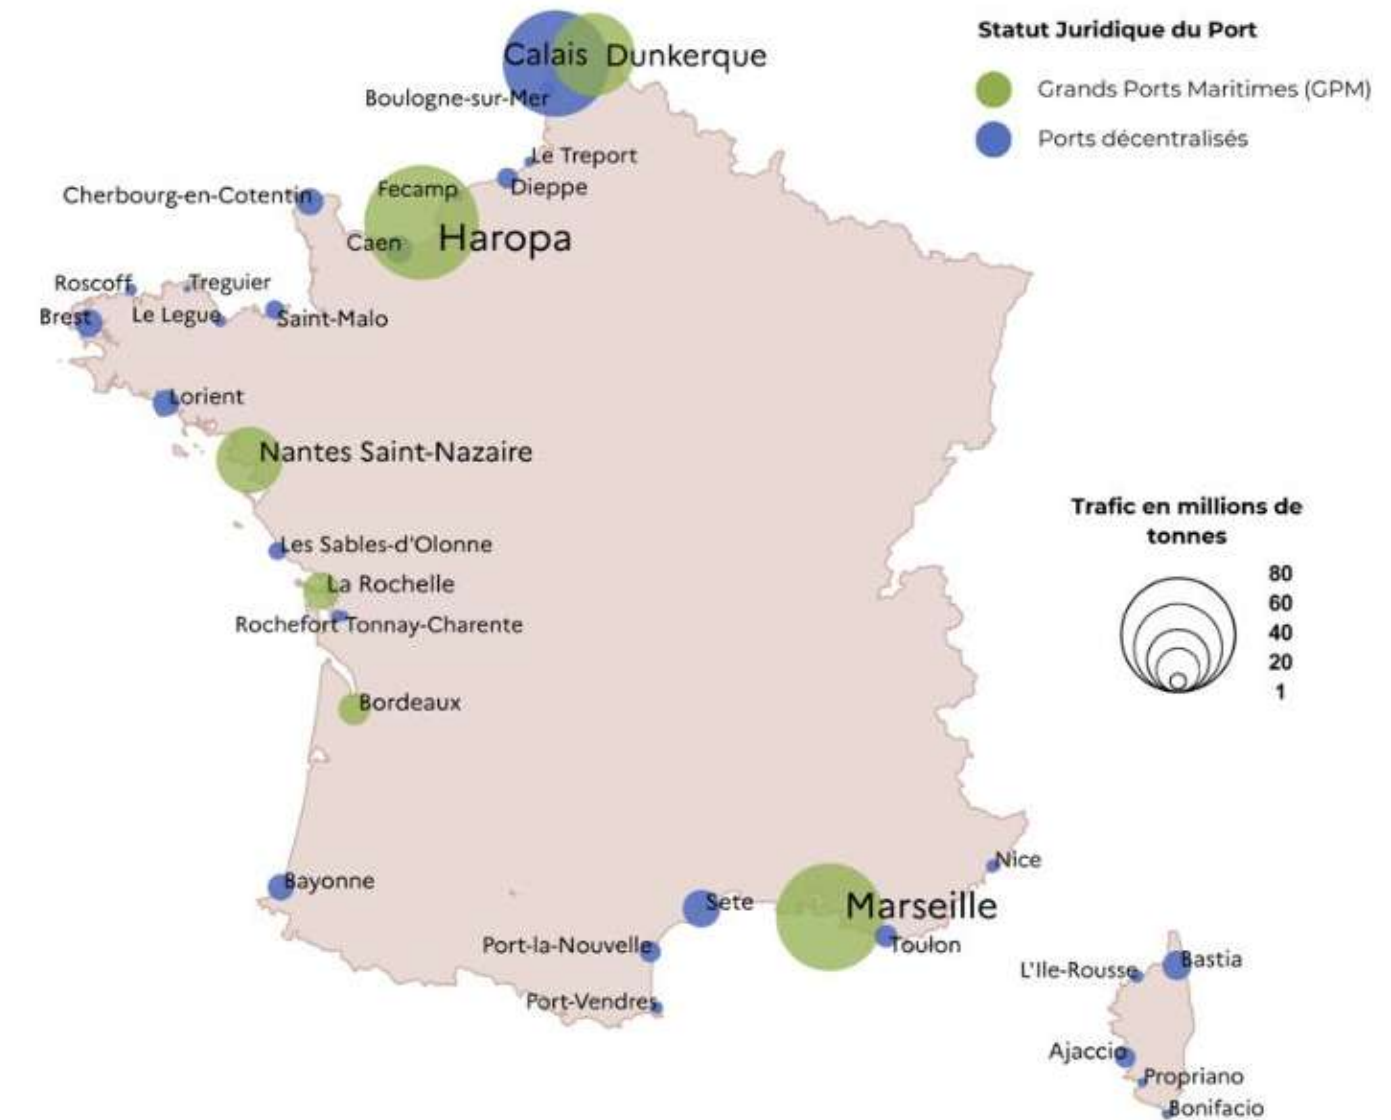 Statut Juridique du Port
Grands Ports Maritimes (GPM)
Ports décentralisés
Calais
Dunkerque
Boulogne-sur-Mer
Le Treport
Dieppe
Cherbourg-en-Cotentin
Fecamp
Caen
Haropa
Roscoff
Treguier
Brest
Le Legue
Saint-Malo
Lorient
Nantes Saint-Nazaire
Les Sables-d'Olonne
La Rochelle
Rochefort Tonnay-Charente
Bordeaux
Trafic en millions de
tonnes
80
60
40
20
1
Bayonne
Sete
Port-la-Nouvelle
Port-Vendres
Marseille
Toulon
Nice
L'Ile-Rousse
Bastia
Ajaccio
Propriano
Bonifacio